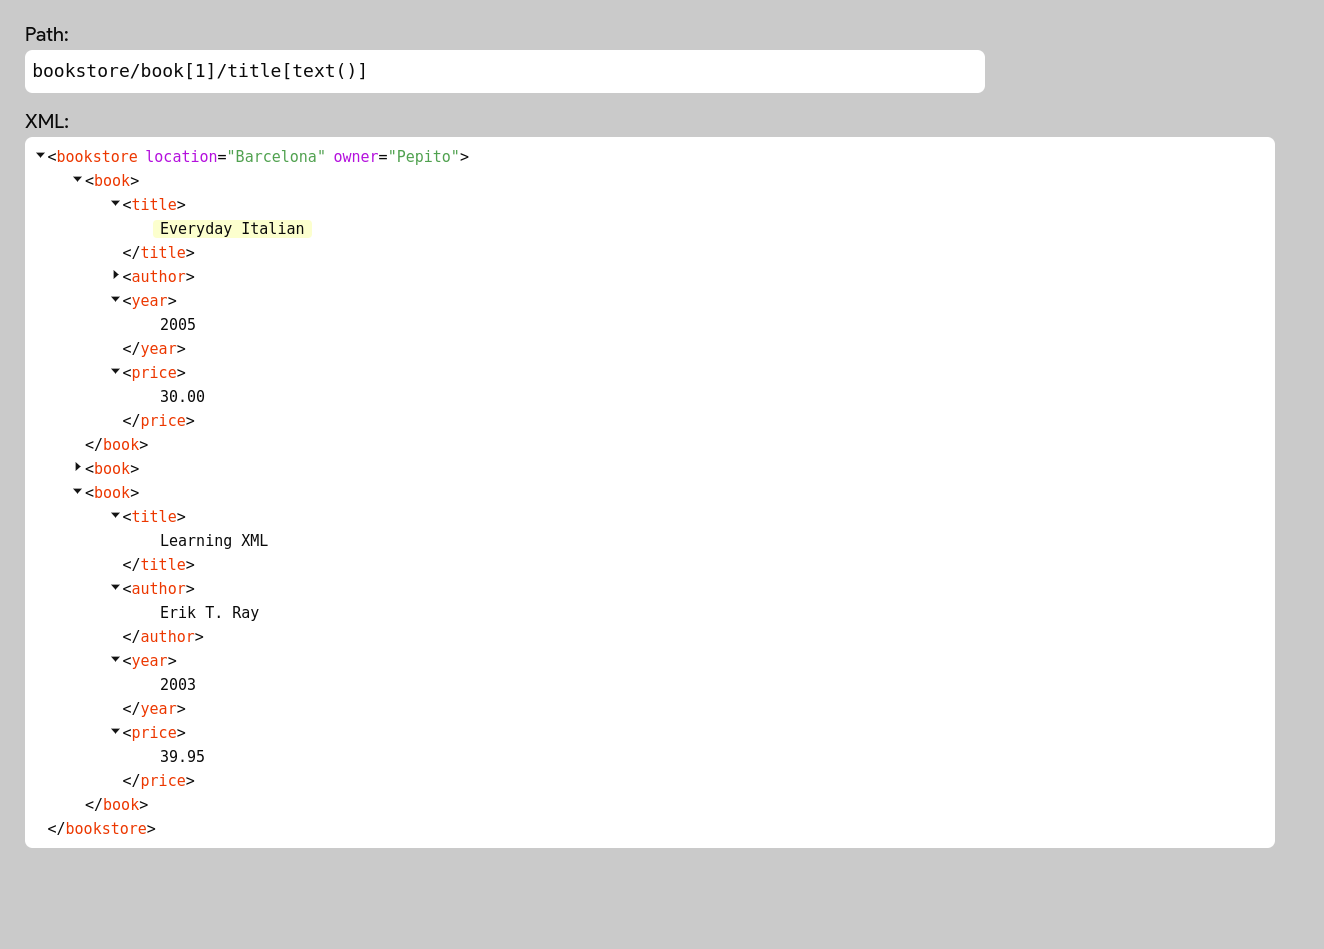 Path:
bookstore/book[1]/title[text()]
XML:
<bookstore location="Barcelona" owner="Pepito">
<book>
<title>
Everyday Italian
</title>
<author>
<year>
2005
</year>
<price>
30.00
</price>
</book>
<book>
<book>
<title>
Learning XML
</title>
<author>
Erik T. Ray
</author>
<year>
2003
</year>
<price>
39.95
</price>
</book>
</bookstore>